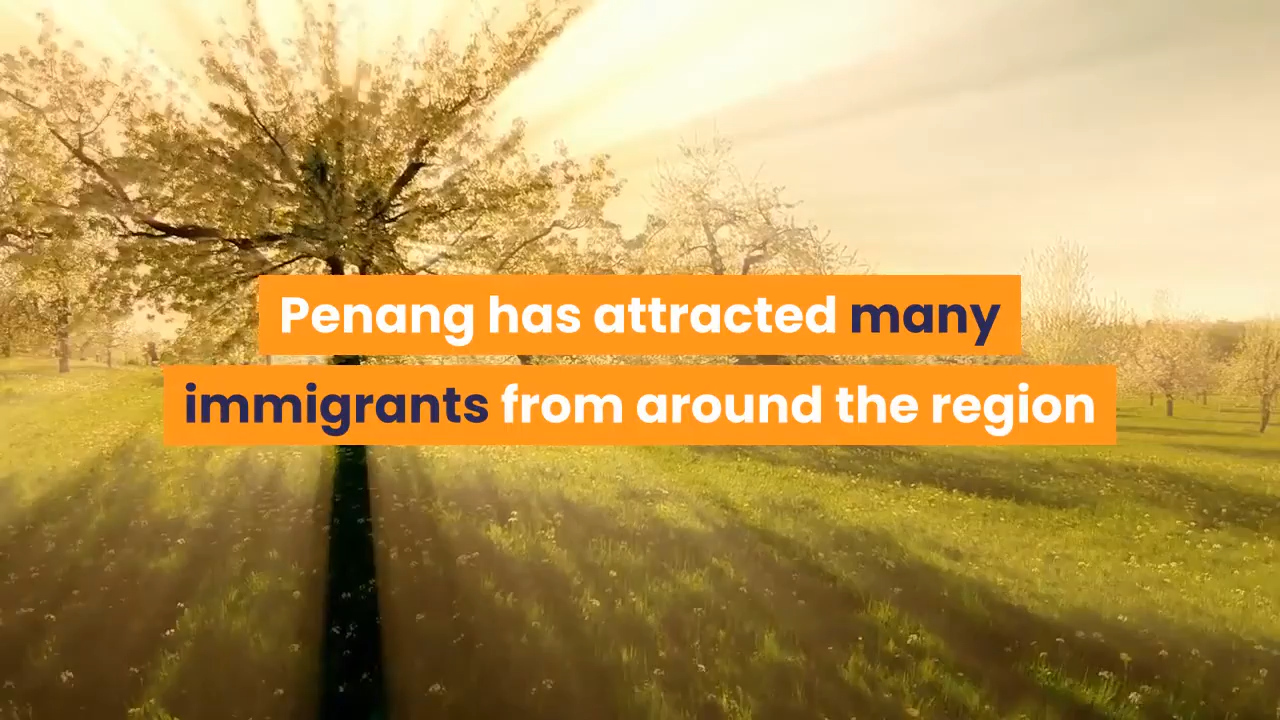 Penang has attracted many
immigrants from around the region